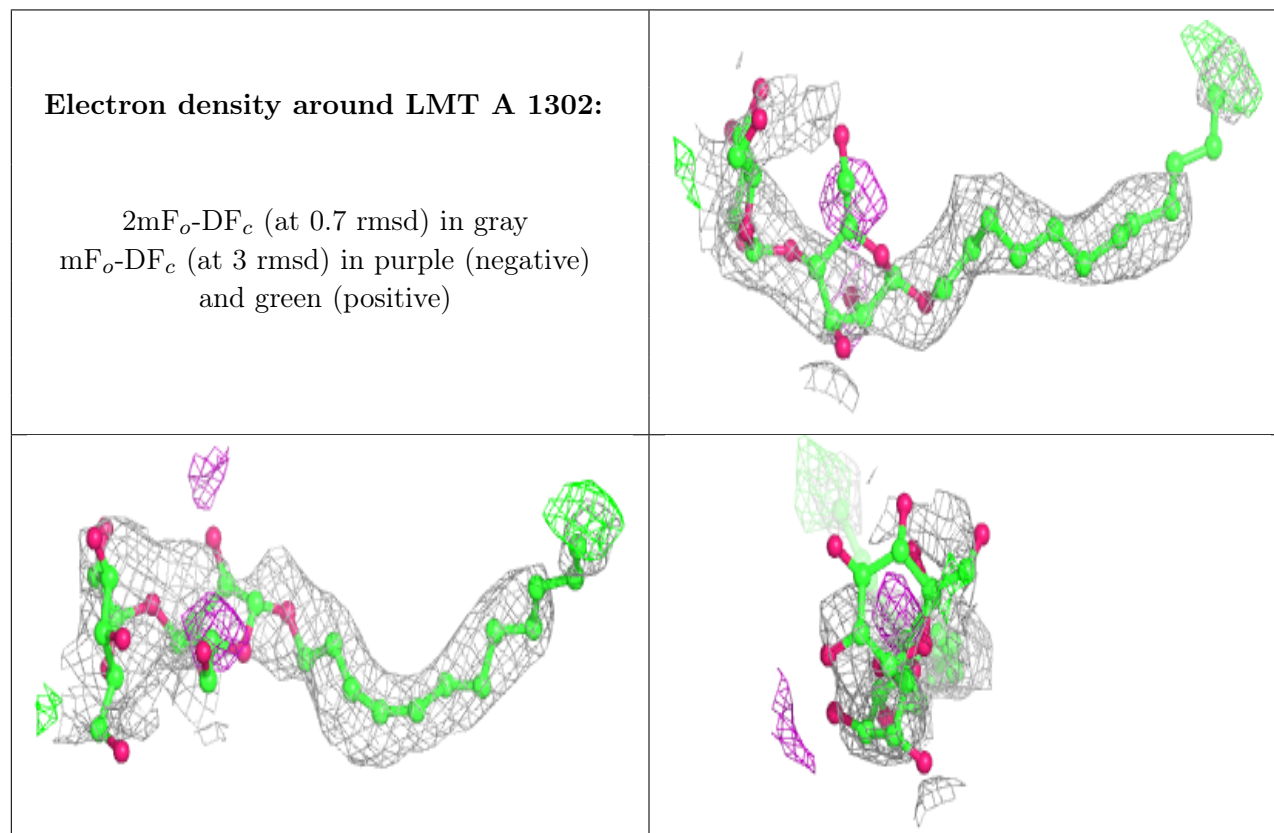 Electron density around LMT A 1302:
2mFo-DFc (at 0.7 rmsd) in gray
mFo-DFc (at 3 rmsd) in purple (negative)
and green (positive)